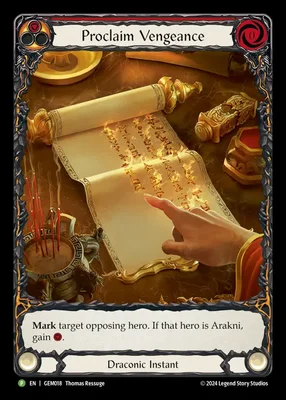 Proclaim Vengeance
Mark target opposing hero. If that hero is Arakni,
gain .
Draconic Instant
F EN | GEM018 Thomas Ressuge
© 2024 Legend Story Studios